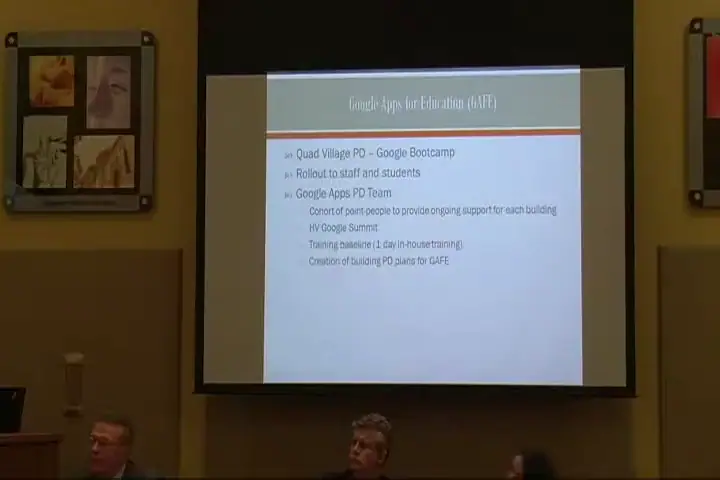 Google Apps for Education (GAFE)
Quad Village PD – Google Bootcamp
Rollout to staff and students
Google Apps PD Team
Cohort of point-people to provide ongoing support for each building
HV Google Summit
Training baseline (1 day in-house training)
Creation of building PD plans for GAFE